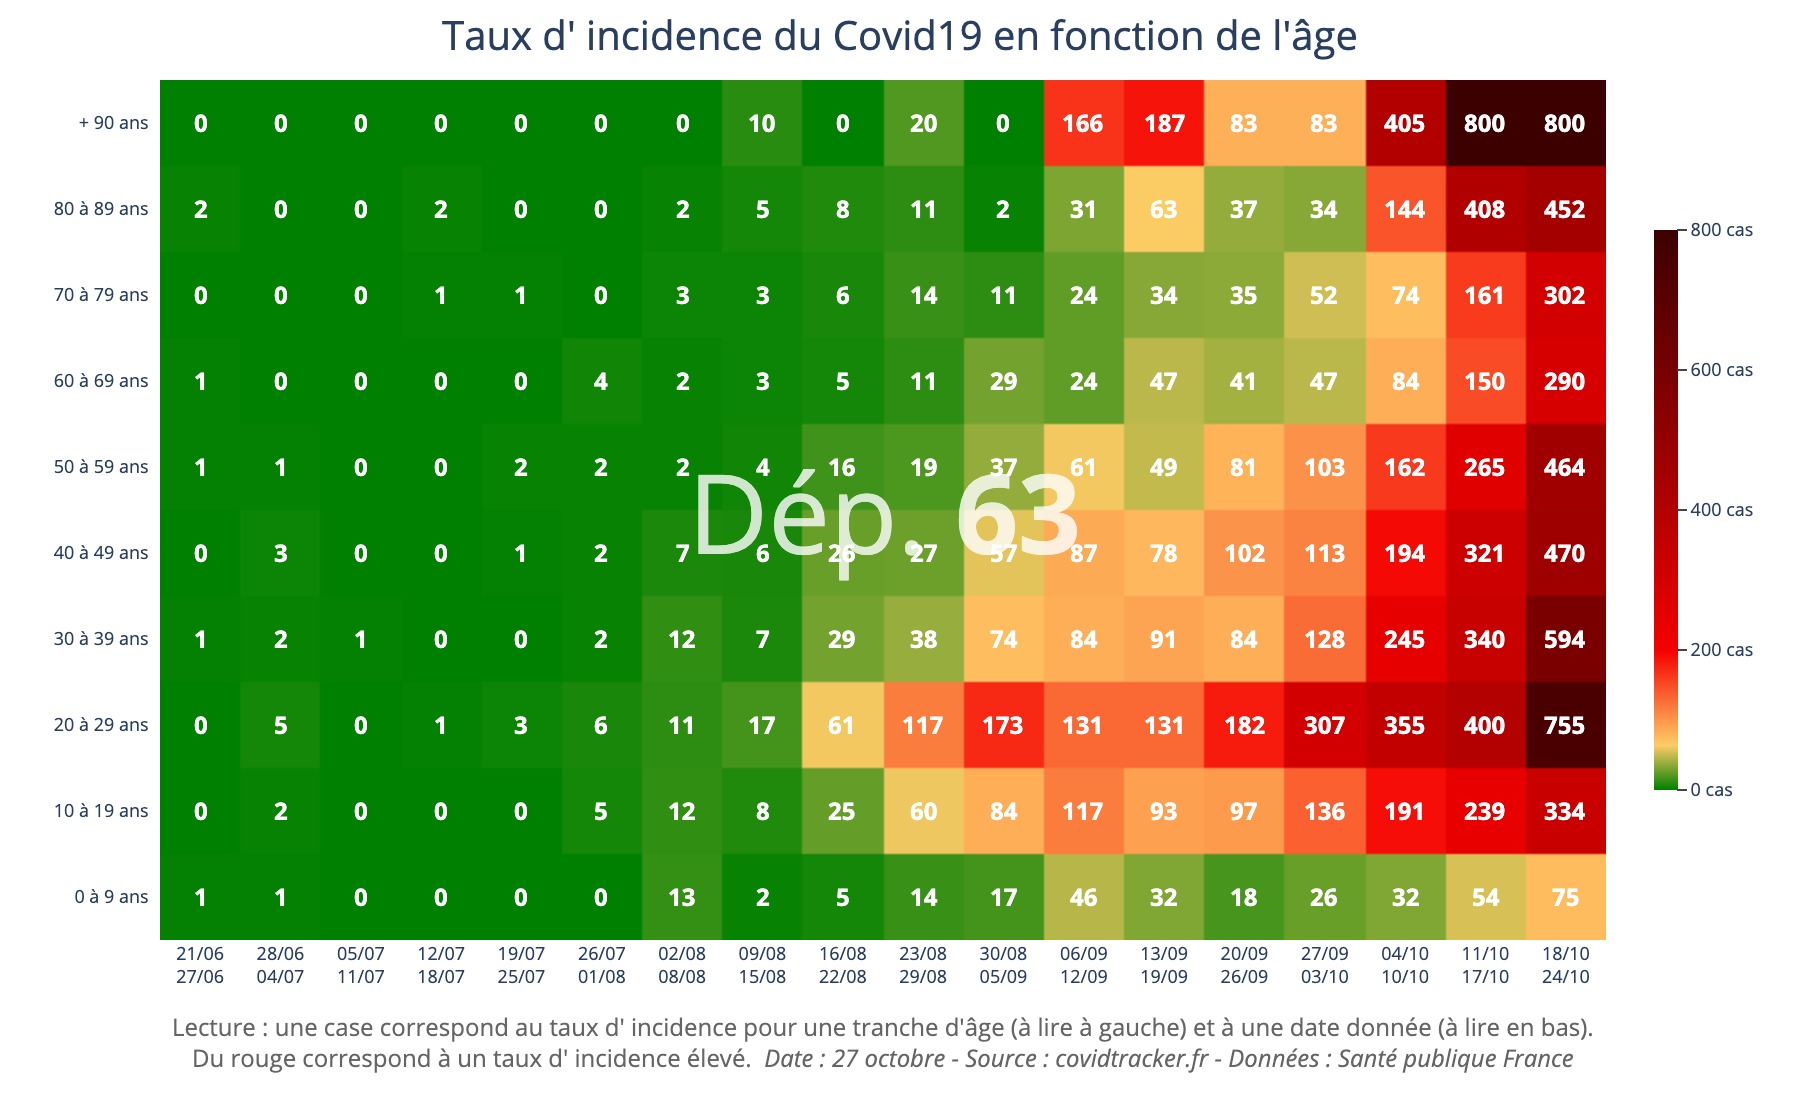 Taux d' incidence du Covid19 en fonction de l'âge
+ 90 ans 0 0 0 0 0 0 0 10 0 20 0 166 187 83 83 405 800 800
80 à 89 ans 2 0 0 2 0 0 2 5 8 11 2 31 63 37 34 144 408 452
800 cas
70 à 79 ans 0 0 0 1 1 0 3 3 6 14 11 24 34 35 52 74 161 302
60 à 69 ans 1 0 0 0 0 4 2 3 5 11 29 24 47 41 47 84 150 290
600 cas
50 à 59 ans 1 1 0 0 2 2 2 4 16 19 37 61 49 81 103 162 265 464
Dép. 63
400 cas
40 à 49 ans 0 3 0 0 1 2 7 6 26 27 57 87 78 102 113 194 321 470
30 à 39 ans 1 2 1 0 0 2 12 7 29 38 74 84 91 84 128 245 340 594
200 cas
20 à 29 ans 0 5 0 1 3 6 11 17 61 117 173 131 131 182 307 355 400 755
0 cas
10 à 19 ans 0 2 0 0 0 5 12 8 25 60 84 117 93 97 136 191 239 334
0 à 9 ans 1 1 0 0 0 0 13 2 5 14 17 46 32 18 26 32 54 75
21/06 28/06 05/07 12/07 19/07 26/07 02/08 09/08 16/08 23/08 30/08 06/09 13/09 20/09 27/09 04/10 11/10 18/10
27/06 04/07 11/07 18/07 25/07 01/08 08/08 15/08 22/08 29/08 05/09 12/09 19/09 26/09 03/10 10/10 17/10 24/10
Lecture : une case correspond au taux d' incidence pour une tranche d'âge (à lire à gauche) et à une date donnée (à lire en bas).
Du rouge correspond à un taux d' incidence élevé. Date : 27 octobre - Source : covidtracker.fr - Données : Santé publique France